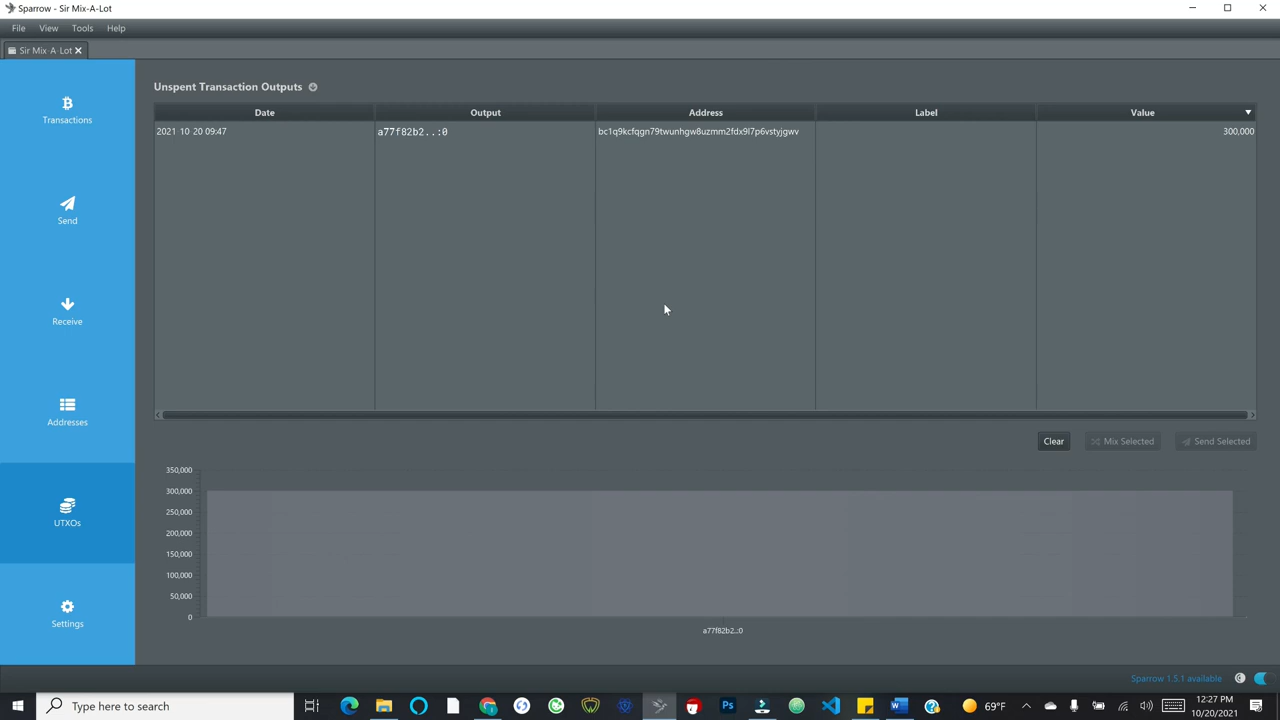 Sparrow - Sir Mix-A-Lot
File View Tools Help
Sir Mix-A-Lot
Transactions
Send
Receive
Addresses
UTXOs
Settings
Unspent Transaction Outputs
Date Output Address Label Value
2021-10-20 09:47 a77f82b2..:0 bc1q9kcfqgn79twunhgw8uzmm2fdx9l7p6vstyjgwv 300,000
Clear Mix Selected Send Selected
350,000
300,000
250,000
200,000
150,000
100,000
50,000
0
a77f82b2..:0
Sparrow 1.5.1 available
Type here to search
69°F
12:27 PM
10/20/2021